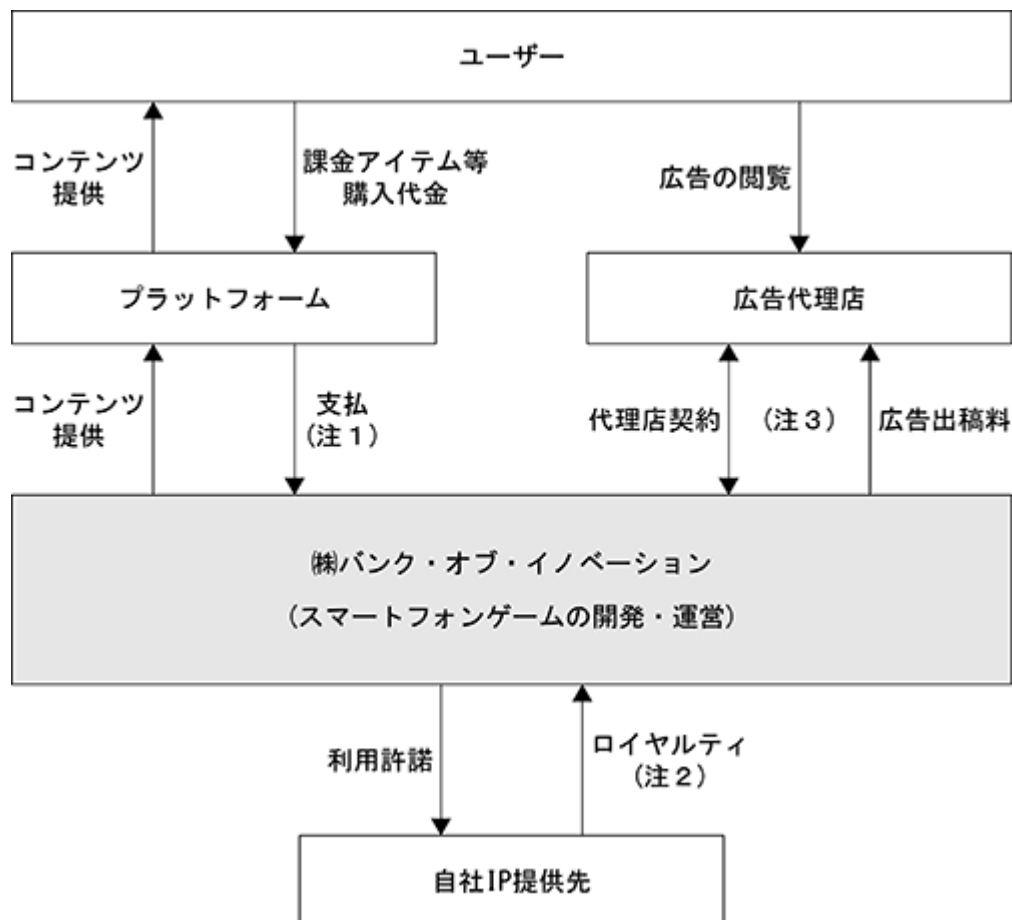 ユーザー
コンテンツ
提供
課金アイテム等
購入代金
広告の閲覧
プラットフォーム
広告代理店
コンテンツ
提供
支払
(注1)
代理店契約
(注3)
広告出稿料
㈱バンク・オブ・イノベーション
(スマートフォンゲームの開発・運営)
利用許諾
ロイヤルティ
(注2)
自社IP提供先